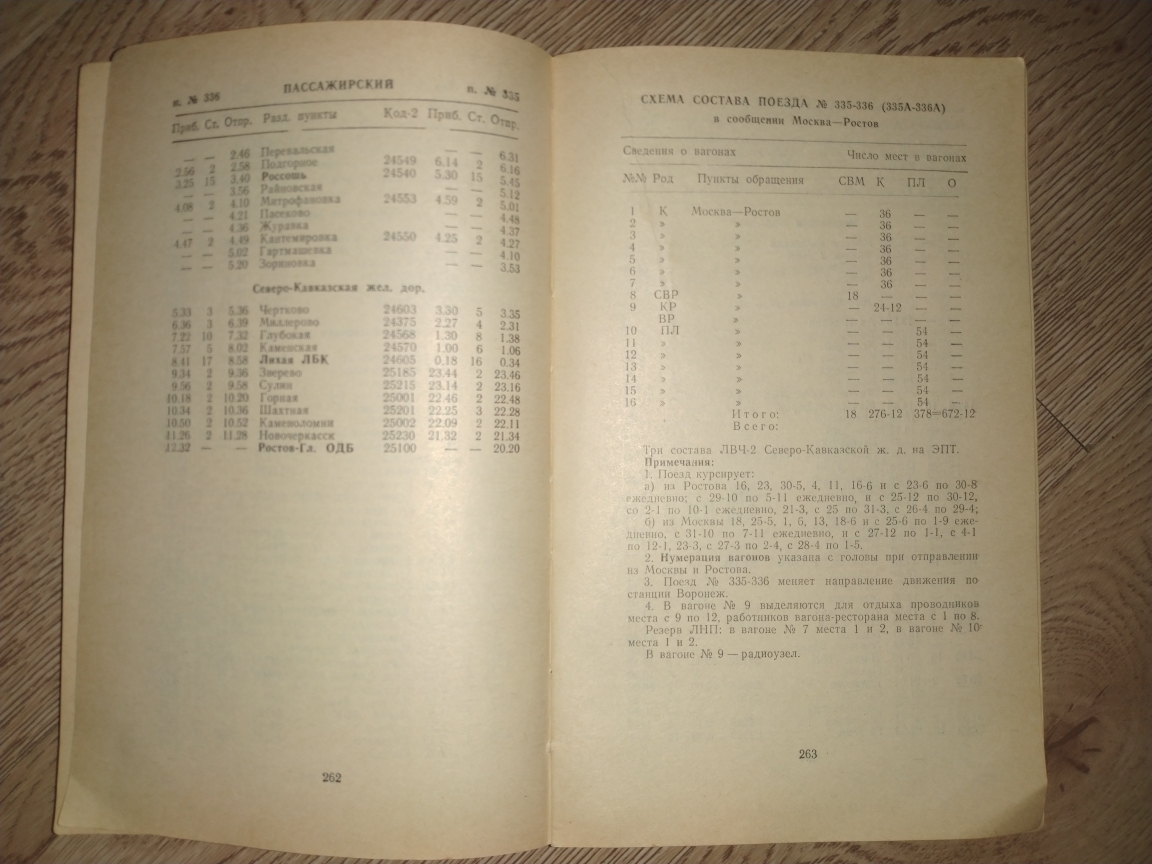 п. № 336 ПАССАЖИРСКИЙ п. № 335
Приб. Ст. Отпр. Разд. пункты Код-2 Приб. Ст. Отпр.
— — 2.46 Перевальская — — 6.31
2.56 2 2.58 Подгорное 24549 6.14 2 6.16
3.25 15 3.40 Россошь 24540 5.30 15 5.45
— — 3.56 Райновская — — 5.12
4.08 2 4.10 Митрофановка 24553 4.59 2 5.01
— — 4.21 Пасеково — — 4.48
— — 4.36 Журавка — — 4.37
4.47 2 4.49 Кантемировка 24550 4.25 2 4.27
— — 5.02 Гартмашевка — — 4.10
— — 5.20 Зориновка — — 3.53
Северо-Кавказская жел. дор.
5.33 3 5.36 Чертково 24603 3.30 5 3.35
6.36 3 6.39 Миллерово 24375 2.27 4 2.31
7.22 10 7.32 Глубокая 24568 1.30 8 1.38
7.57 5 8.02 Каменская 24570 1.00 6 1.06
8.41 17 8.58 Лихая ЛБК 24605 0.18 16 0.34
9.34 2 9.36 Зверево 25185 23.44 2 23.46
9.56 2 9.58 Сулин 25215 23.14 2 23.16
10.18 2 10.20 Горная 25001 22.46 2 22.48
10.34 2 10.36 Шахтная 25201 22.25 3 22.28
10.50 2 10.52 Каменоломни 25002 22.09 2 22.11
11.26 2 11.28 Новочеркасск 25230 21.32 2 21.34
12.32 — — Ростов-Гл. ОДБ 25100 — — 20.20
262
СХЕМА СОСТАВА ПОЕЗДА № 335-336 (335А-336А)
в сообщении Москва—Ростов
Сведения о вагонах Число мест в вагонах
№№ Род Пункты обращения СВМ К ПЛ О
1 К Москва—Ростов — 36 — —
2 » » — 36 — —
3 » » — 36 — —
4 » » — 36 — —
5 » » — 36 — —
6 » » — 36 — —
7 » » — 36 — —
8 СВР » 18 — — —
9 КР » — 24-12 — —
ВР » — — — —
10 ПЛ » — — 54 —
11 » » — — 54 —
12 » » — — 54 —
13 » » — — 54 —
14 » » — — 54 —
15 » » — — 54 —
16 » » — — 54 —
Итого: 18 276-12 378=672-12
Всего:
Три состава ЛВЧ-2 Северо-Кавказской ж. д. на ЭПТ.
Примечания:
1. Поезд курсирует:
а) из Ростова 16, 23, 30-5, 4, 11, 16-6 и с 23-6 по 30-8
ежедневно; с 29-10 по 5-11 ежедневно, и с 25-12 по 30-12,
со 2-1 по 10-1 ежедневно, 21-3, с 25 по 31-3, с 26-4 по 29-4;
б) из Москвы 18, 25-5, 1, 6, 13, 18-6 и с 25-6 по 1-9 еже-
дневно, с 31-10 по 7-11 ежедневно, и с 27-12 по 1-1, с 4-1
по 12-1, 23-3, с 27-3 по 2-4, с 28-4 по 1-5.
2. Нумерация вагонов указана с головы при отправлении
из Москвы и Ростова.
3. Поезд № 335-336 меняет направление движения по
станции Воронеж.
4. В вагоне № 9 выделяются для отдыха проводников
места с 9 по 12, работников вагона-ресторана места с 1 по 8.
Резерв ЛНП: в вагоне № 7 места 1 и 2, в вагоне № 10
места 1 и 2.
В вагоне № 9 — радиоузел.
263